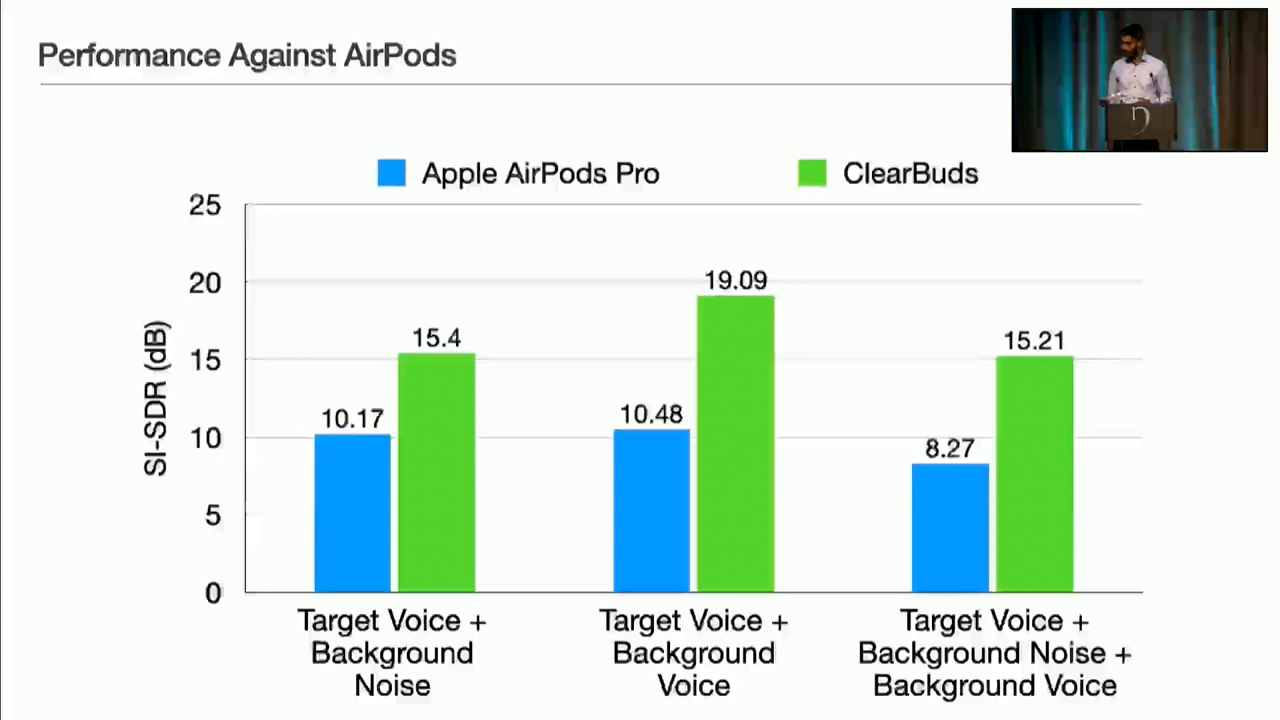 Performance Against AirPods
Apple AirPods Pro
ClearBuds
25
20
15
10
5
0
SI-SDR (dB)
10.17
15.4
10.48
19.09
8.27
15.21
Target Voice +
Background
Noise
Target Voice +
Background
Voice
Target Voice +
Background Noise +
Background Voice